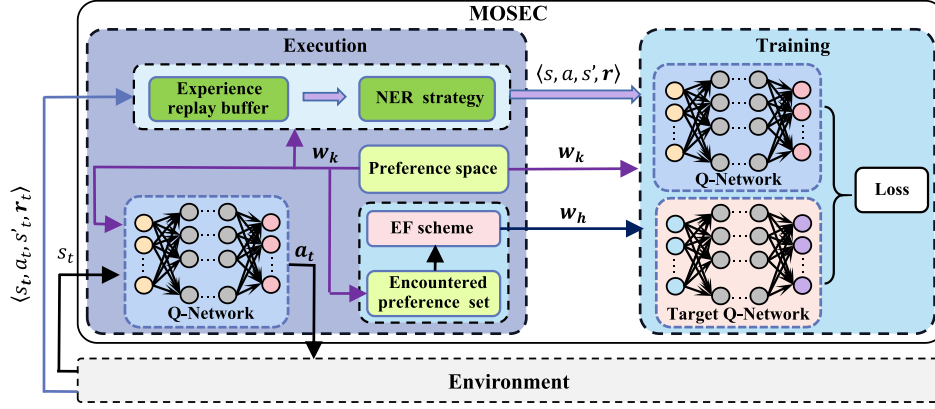 MOSEC
Execution
Training
Experience
replay buffer
NER strategy
⟨s, a, s′, r⟩
Q-Network
w_k
Preference space
w_k
Loss
EF scheme
w_h
Encountered
preference set
Q-Network
a_t
Target Q-Network
s_t
⟨s_t, a_t, s′_t, r_t⟩
Environment